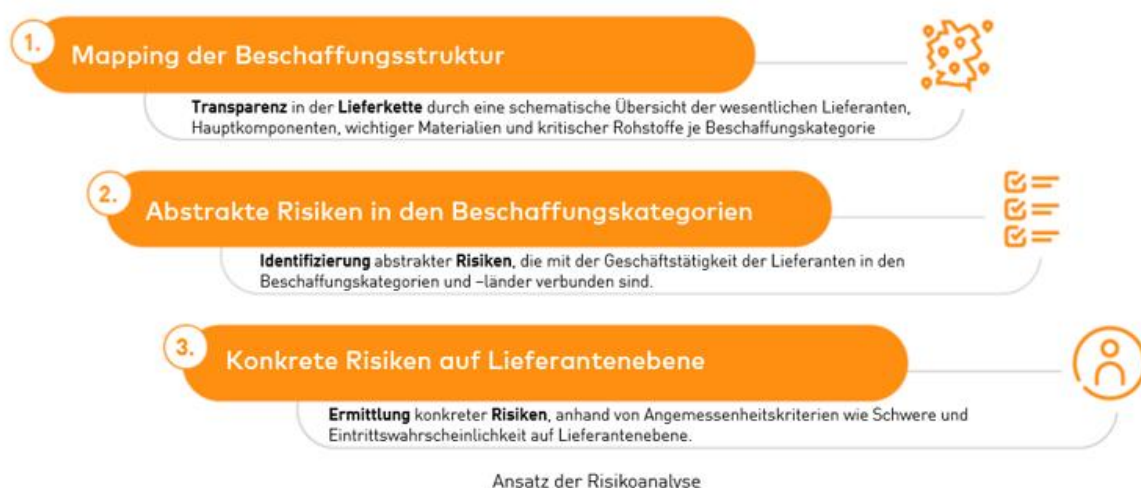 1.
Mapping der Beschaffungsstruktur
Transparenz in der Lieferkette durch eine schematische Übersicht der wesentlichen Lieferanten,
Hauptkomponenten, wichtiger Materialien und kritischer Rohstoffe je Beschaffungskategorie
2.
Abstrakte Risiken in den Beschaffungskategorien
Identifizierung abstrakter Risiken, die mit der Geschäftstätigkeit der Lieferanten in den
Beschaffungskategorien und –länder verbunden sind.
3.
Konkrete Risiken auf Lieferantenebene
Ermittlung konkreter Risiken, anhand von Angemessenheitskriterien wie Schwere und
Eintrittswahrscheinlichkeit auf Lieferantenebene.
Ansatz der Risikoanalyse